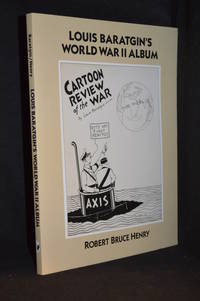 LOUIS BARATGIN'S
WORLD WAR II ALBUM
CARTOON
REVIEW
of the WAR
AXIS
ROBERT BRUCE HENRY
LOUIS BARATGIN'S WORLD WAR II ALBUM